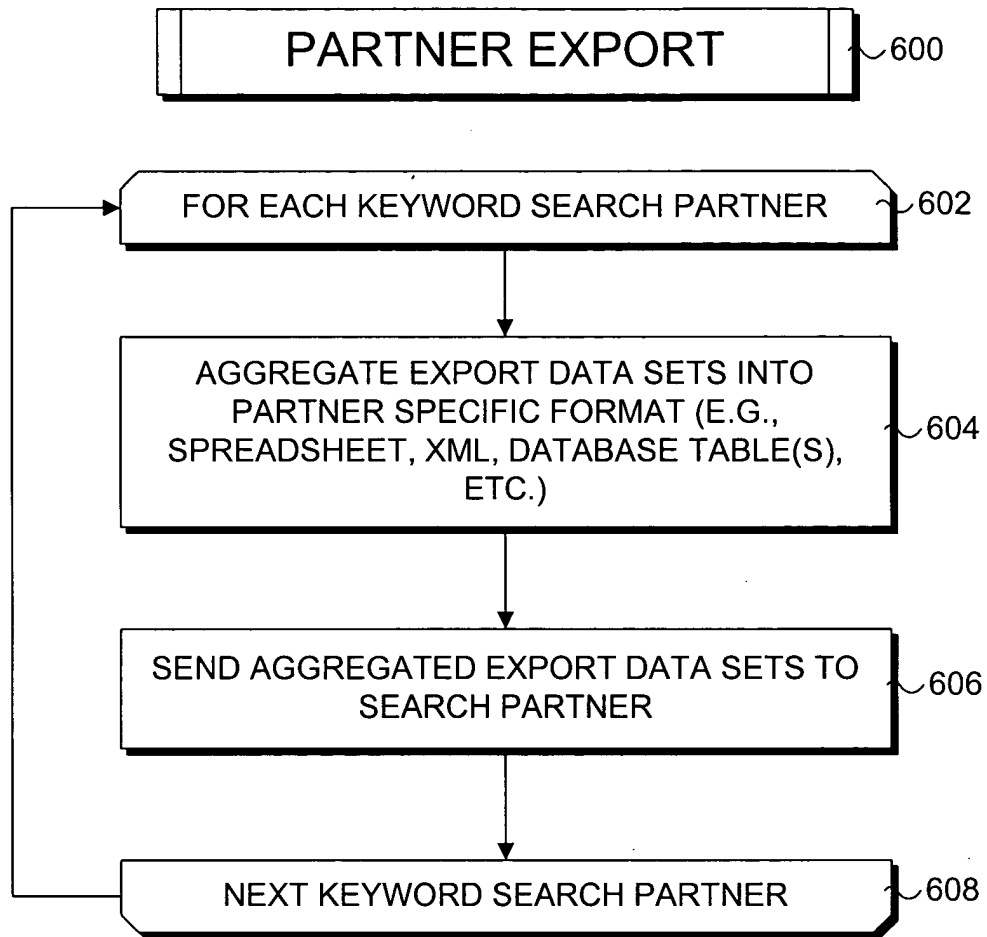 PARTNER EXPORT
600
FOR EACH KEYWORD SEARCH PARTNER
602
AGGREGATE EXPORT DATA SETS INTO
PARTNER SPECIFIC FORMAT (E.G.,
SPREADSHEET, XML, DATABASE TABLE(S),
ETC.)
604
SEND AGGREGATED EXPORT DATA SETS TO
SEARCH PARTNER
606
NEXT KEYWORD SEARCH PARTNER
608